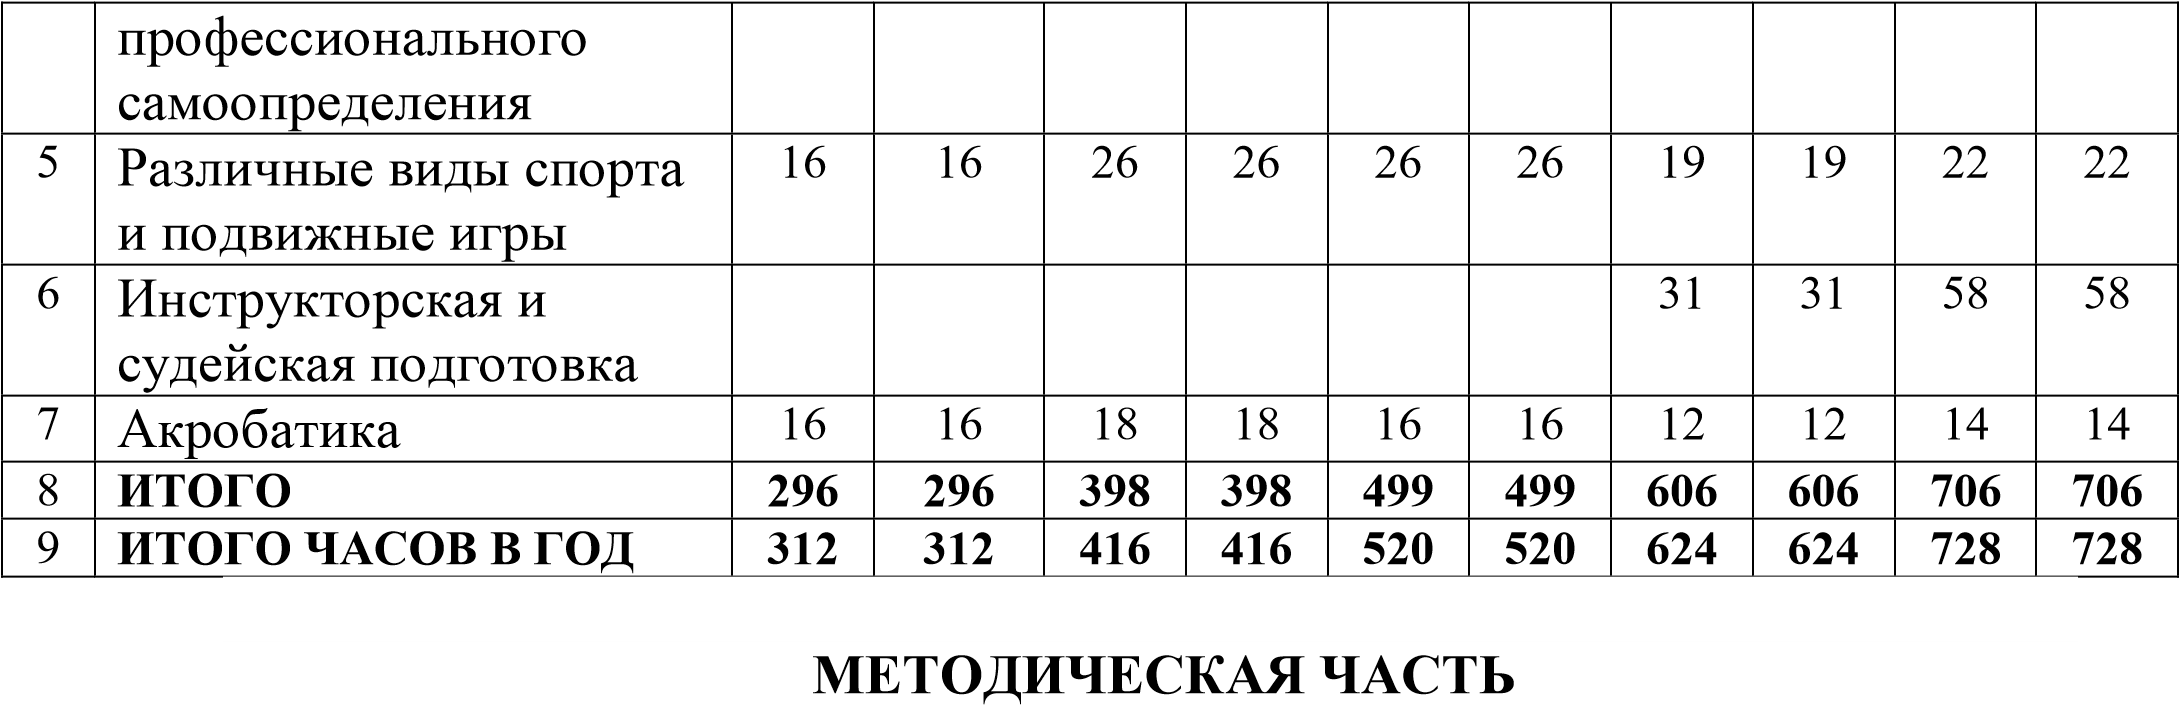 профессионального
самоопределения
5 Различные виды спорта 16 16 26 26 26 26 19 19 22 22
и подвижные игры
6 Инструкторская и 31 31 58 58
судейская подготовка
7 Акробатика 16 16 18 18 16 16 12 12 14 14
8 ИТОГО 296 296 398 398 499 499 606 606 706 706
9 ИТОГО ЧАСОВ В ГОД 312 312 416 416 520 520 624 624 728 728
МЕТОДИЧЕСКАЯ ЧАСТЬ